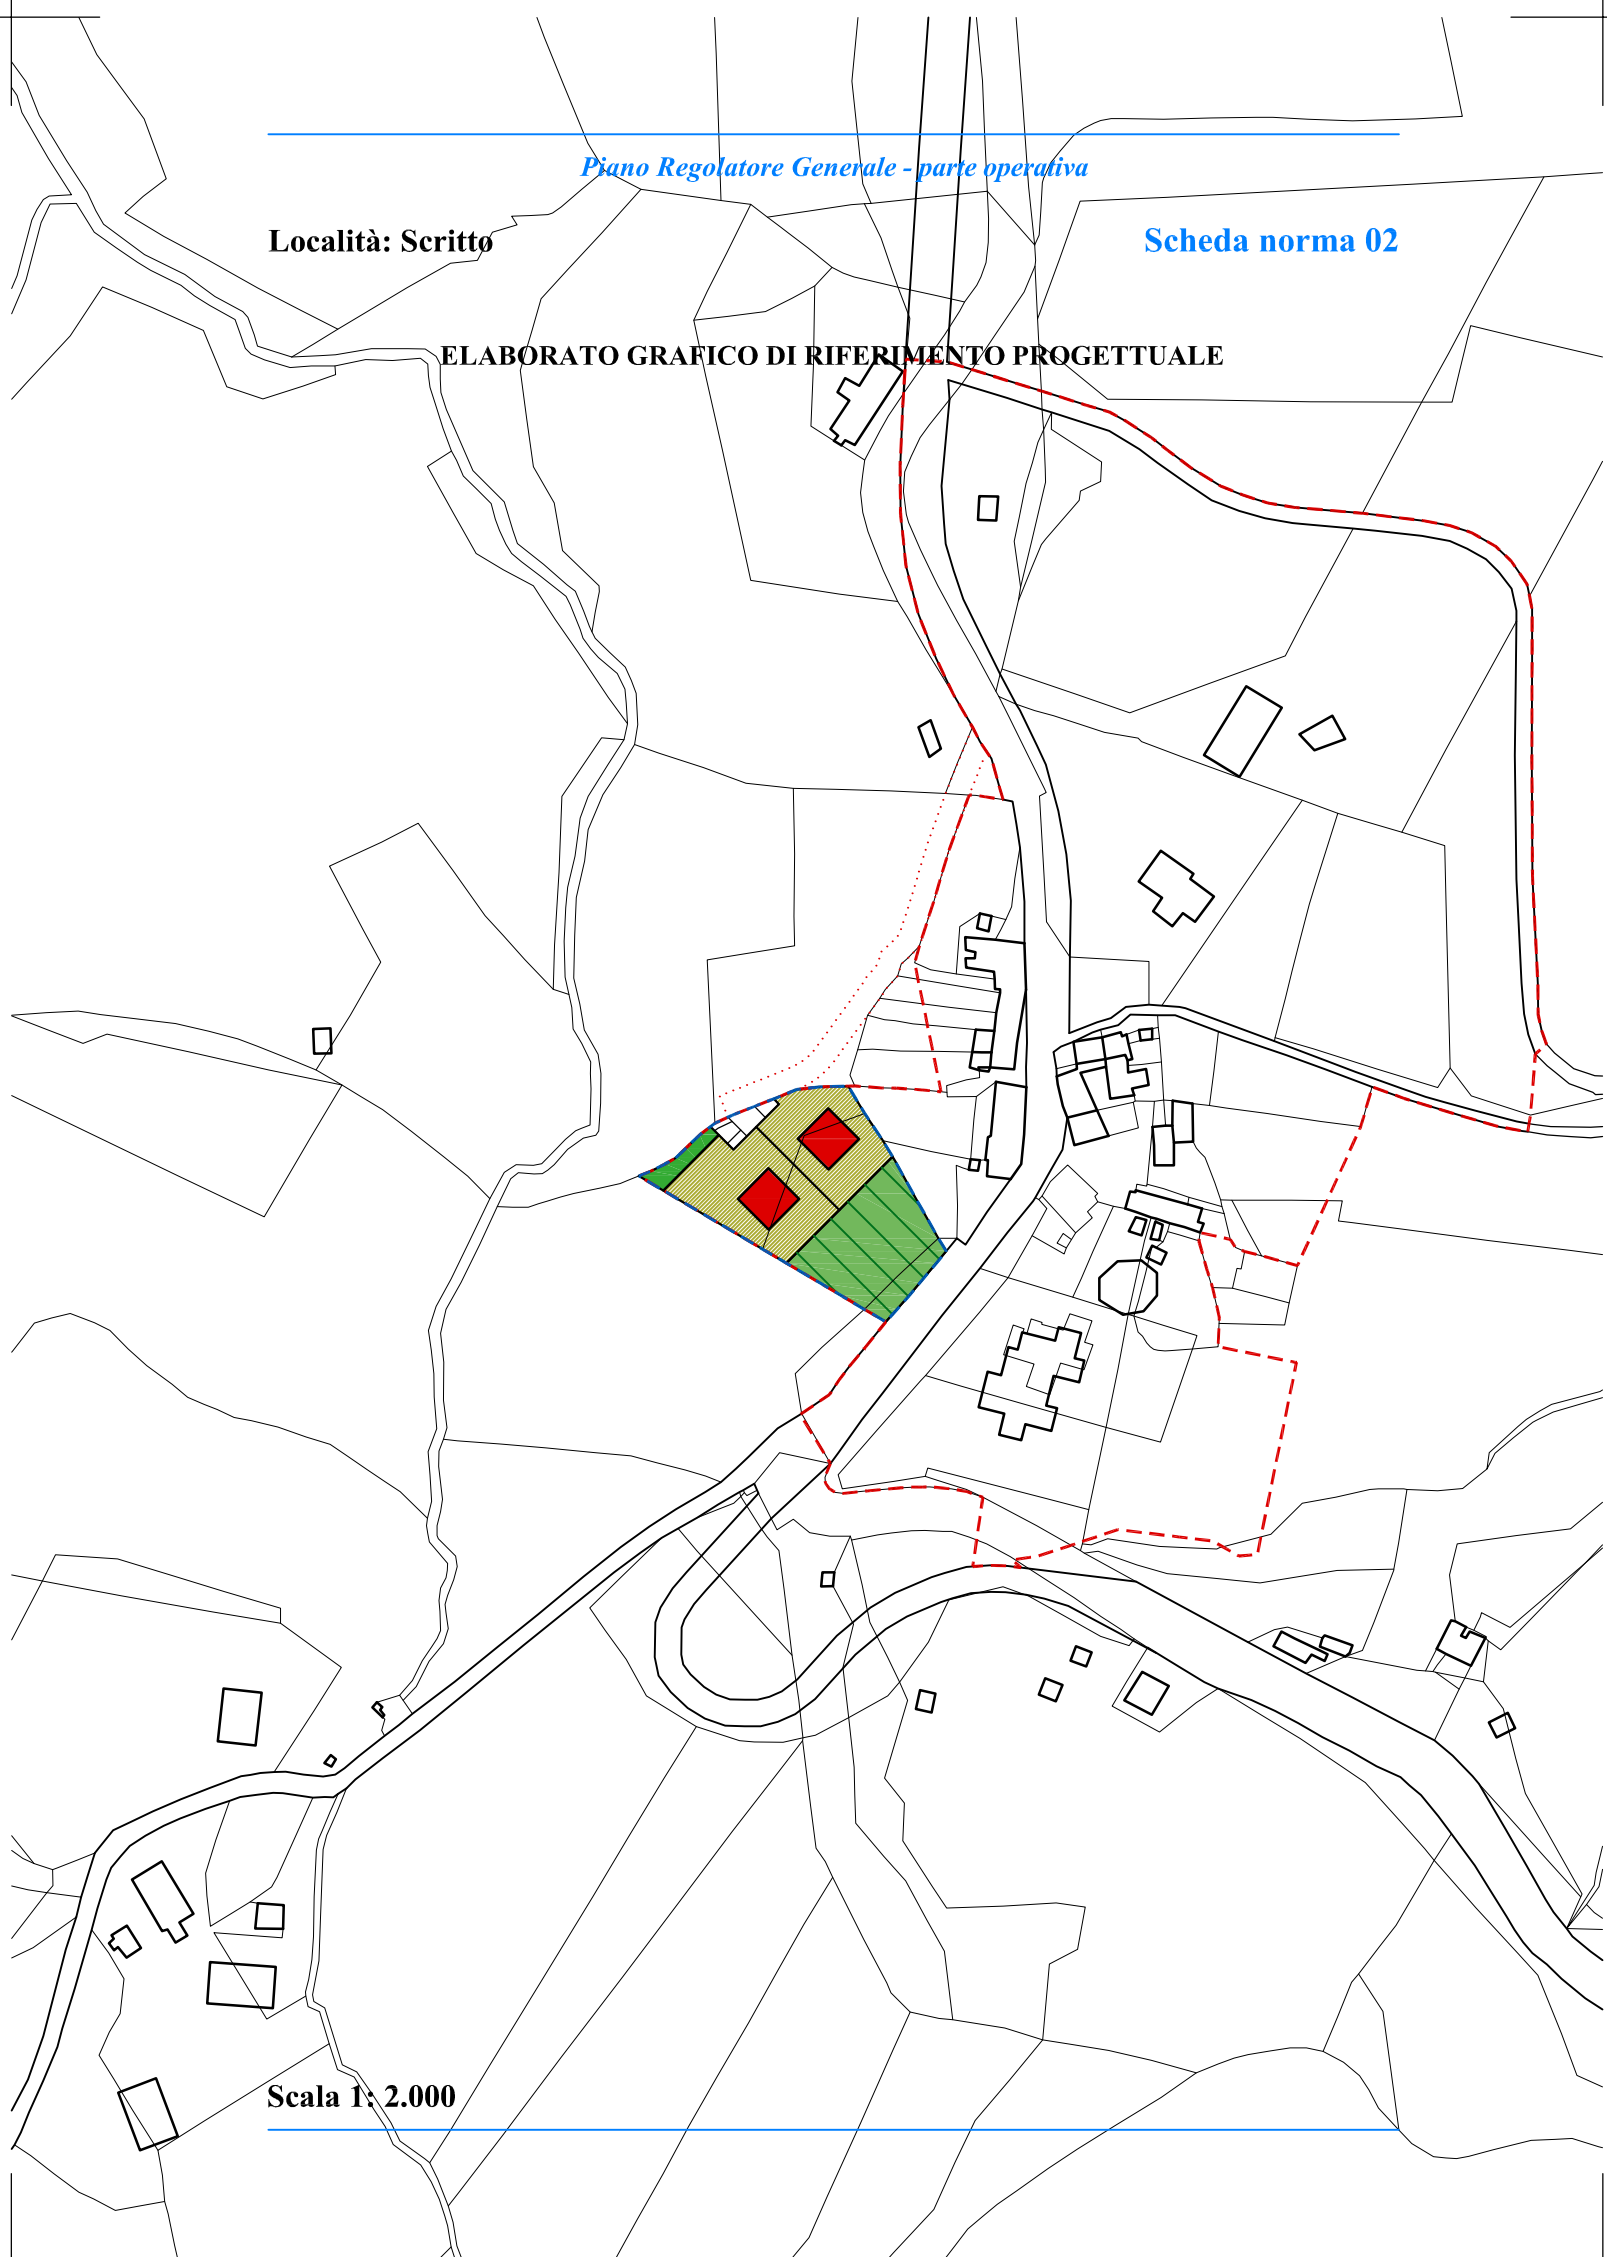 Piano Regolatore Generale - parte operativa
Località: Scritto
Scheda norma 02
ELABORATO GRAFICO DI RIFERIMENTO PROGETTUALE
Scala 1: 2.000